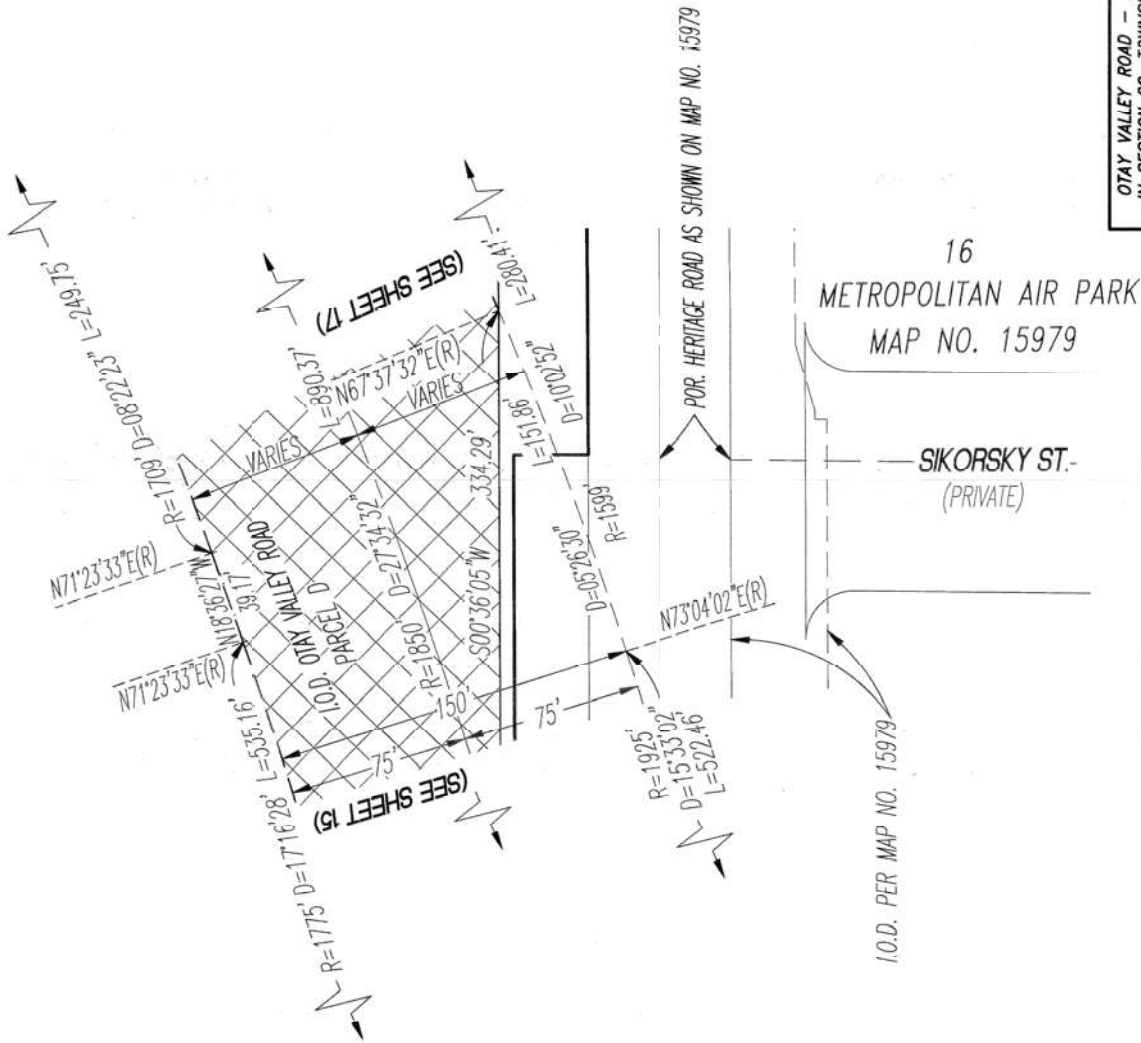 OTAY VALLEY ROAD -
R=1709' D=08°22'23" L=249.75'
(SEE SHEET 17)
L=890.37'
L=280.41'
D=10°02'52"
N67°37'32"E(R)
VARIES
VARIES
N71°23'33"E(R)
N18°36'27"W
39.17'
N71°23'33"E(R)
I.O.D. OTAY VALLEY ROAD
PARCEL D
R=1850' D=27°34'32"
S00°36'05"W 334.29'
L=151.86'
D=05°26'30"
R=1599'
POR. HERITAGE ROAD AS SHOWN ON MAP NO. 15979
16
METROPOLITAN AIR PARK
MAP NO. 15979
SIKORSKY ST.
(PRIVATE)
N73°04'02"E(R)
150'
75'
75'
R=1775' D=17°16'28' L=535.16'
(SEE SHEET 15)
R=1925'
D=15°33'02"
L=522.46'
I.O.D. PER MAP NO. 15979